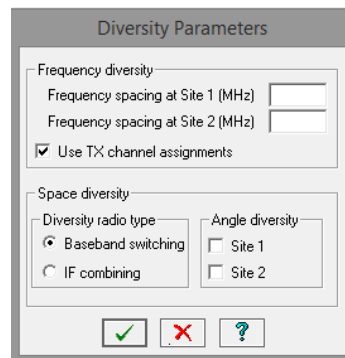 Diversity Parameters
Frequency diversity
Frequency spacing at Site 1 (MHz)
Frequency spacing at Site 2 (MHz)
Use TX channel assignments
Space diversity
Diversity radio type
Baseband switching
IF combining
Angle diversity
Site 1
Site 2
?